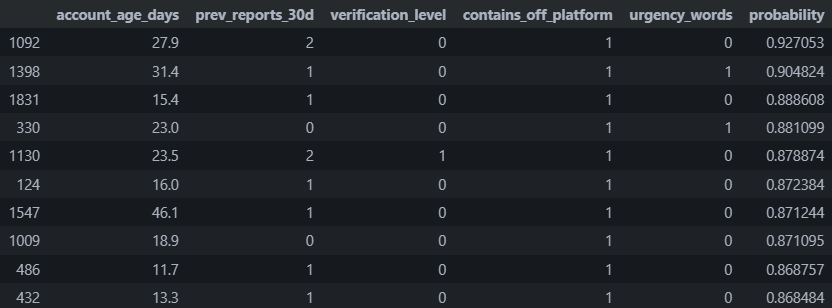 account_age_days prev_reports_30d verification_level contains_off_platform urgency_words probability
1092 27.9 2 0 1 0 0.927053
1398 31.4 1 0 1 1 0.904824
1831 15.4 1 0 1 0 0.888608
330 23.0 0 0 1 1 0.881099
1130 23.5 2 1 1 0 0.878874
124 16.0 1 0 1 0 0.872384
1547 46.1 1 0 1 0 0.871244
1009 18.9 0 0 1 0 0.871095
486 11.7 1 0 1 0 0.868757
432 13.3 1 0 1 0 0.868484